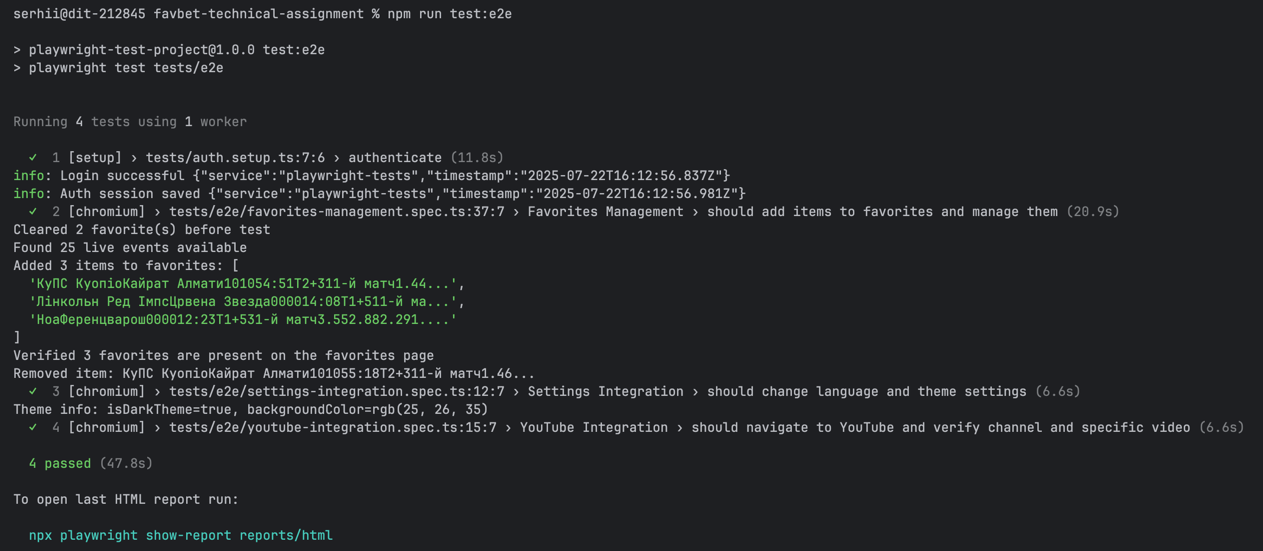 serhii@dit-212845 favbet-technical-assignment % npm run test:e2e
> playwright-test-project@1.0.0 test:e2e
> playwright test tests/e2e
Running 4 tests using 1 worker
✓ 1 [setup] › tests/auth.setup.ts:7:6 › authenticate (11.8s)
info: Login successful {"service":"playwright-tests","timestamp":"2025-07-22T16:12:56.837Z"}
info: Auth session saved {"service":"playwright-tests","timestamp":"2025-07-22T16:12:56.981Z"}
✓ 2 [chromium] › tests/e2e/favorites-management.spec.ts:37:7 › Favorites Management › should add items to favorites and manage them (20.9s)
Cleared 2 favorite(s) before test
Found 25 live events available
Added 3 items to favorites: [
'КуПС КуопіоКайрат Алмати101054:51Т2+311-й матч1.44...',
'Лінкольн Ред ІмпсЦрвена Звезда000014:08Т1+511-й ма...',
'НоаФеренцварош000012:23Т1+531-й матч3.552.882.291....'
]
Verified 3 favorites are present on the favorites page
Removed item: КуПС КуопіоКайрат Алмати101055:18Т2+311-й матч1.46...
✓ 3 [chromium] › tests/e2e/settings-integration.spec.ts:12:7 › Settings Integration › should change language and theme settings (6.6s)
Theme info: isDarkTheme=true, backgroundColor=rgb(25, 26, 35)
✓ 4 [chromium] › tests/e2e/youtube-integration.spec.ts:15:7 › YouTube Integration › should navigate to YouTube and verify channel and specific video (6.6s)
4 passed (47.8s)
To open last HTML report run:
npx playwright show-report reports/html